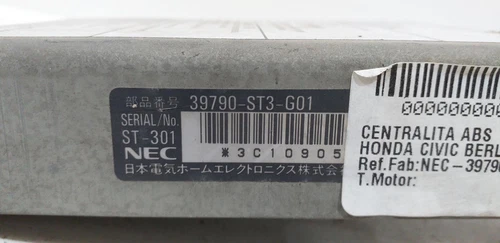 部品番号 39790-ST3-G01
SERIAL/No.
ST-301
NEC ※3C10905
日本電気ホームエレクトロニクス株式会
CENTRALITA ABS
HONDA CIVIC BERL
Ref.Fab:NEC-39790
T.Motor: